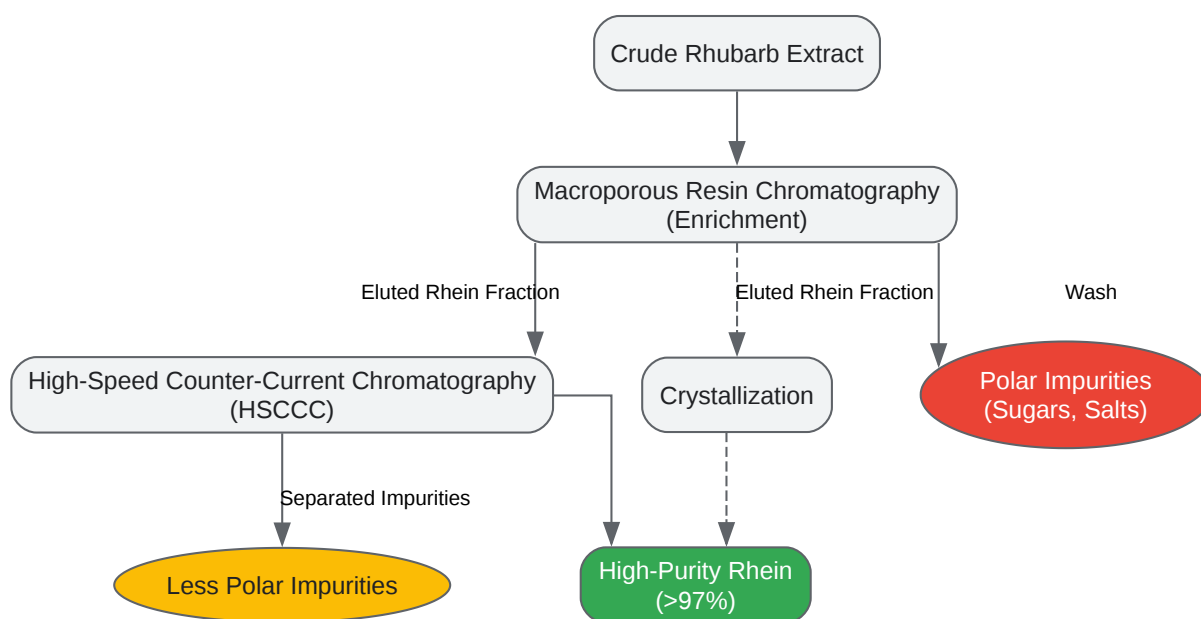 Crude Rhubarb Extract
Macroporous Resin Chromatography
(Enrichment)
Eluted Rhein Fraction
Eluted Rhein Fraction
Wash
High-Speed Counter-Current Chromatography
(HSCCC)
Crystallization
Polar Impurities
(Sugars, Salts)
Separated Impurities
Less Polar Impurities
High-Purity Rhein
(>97%)